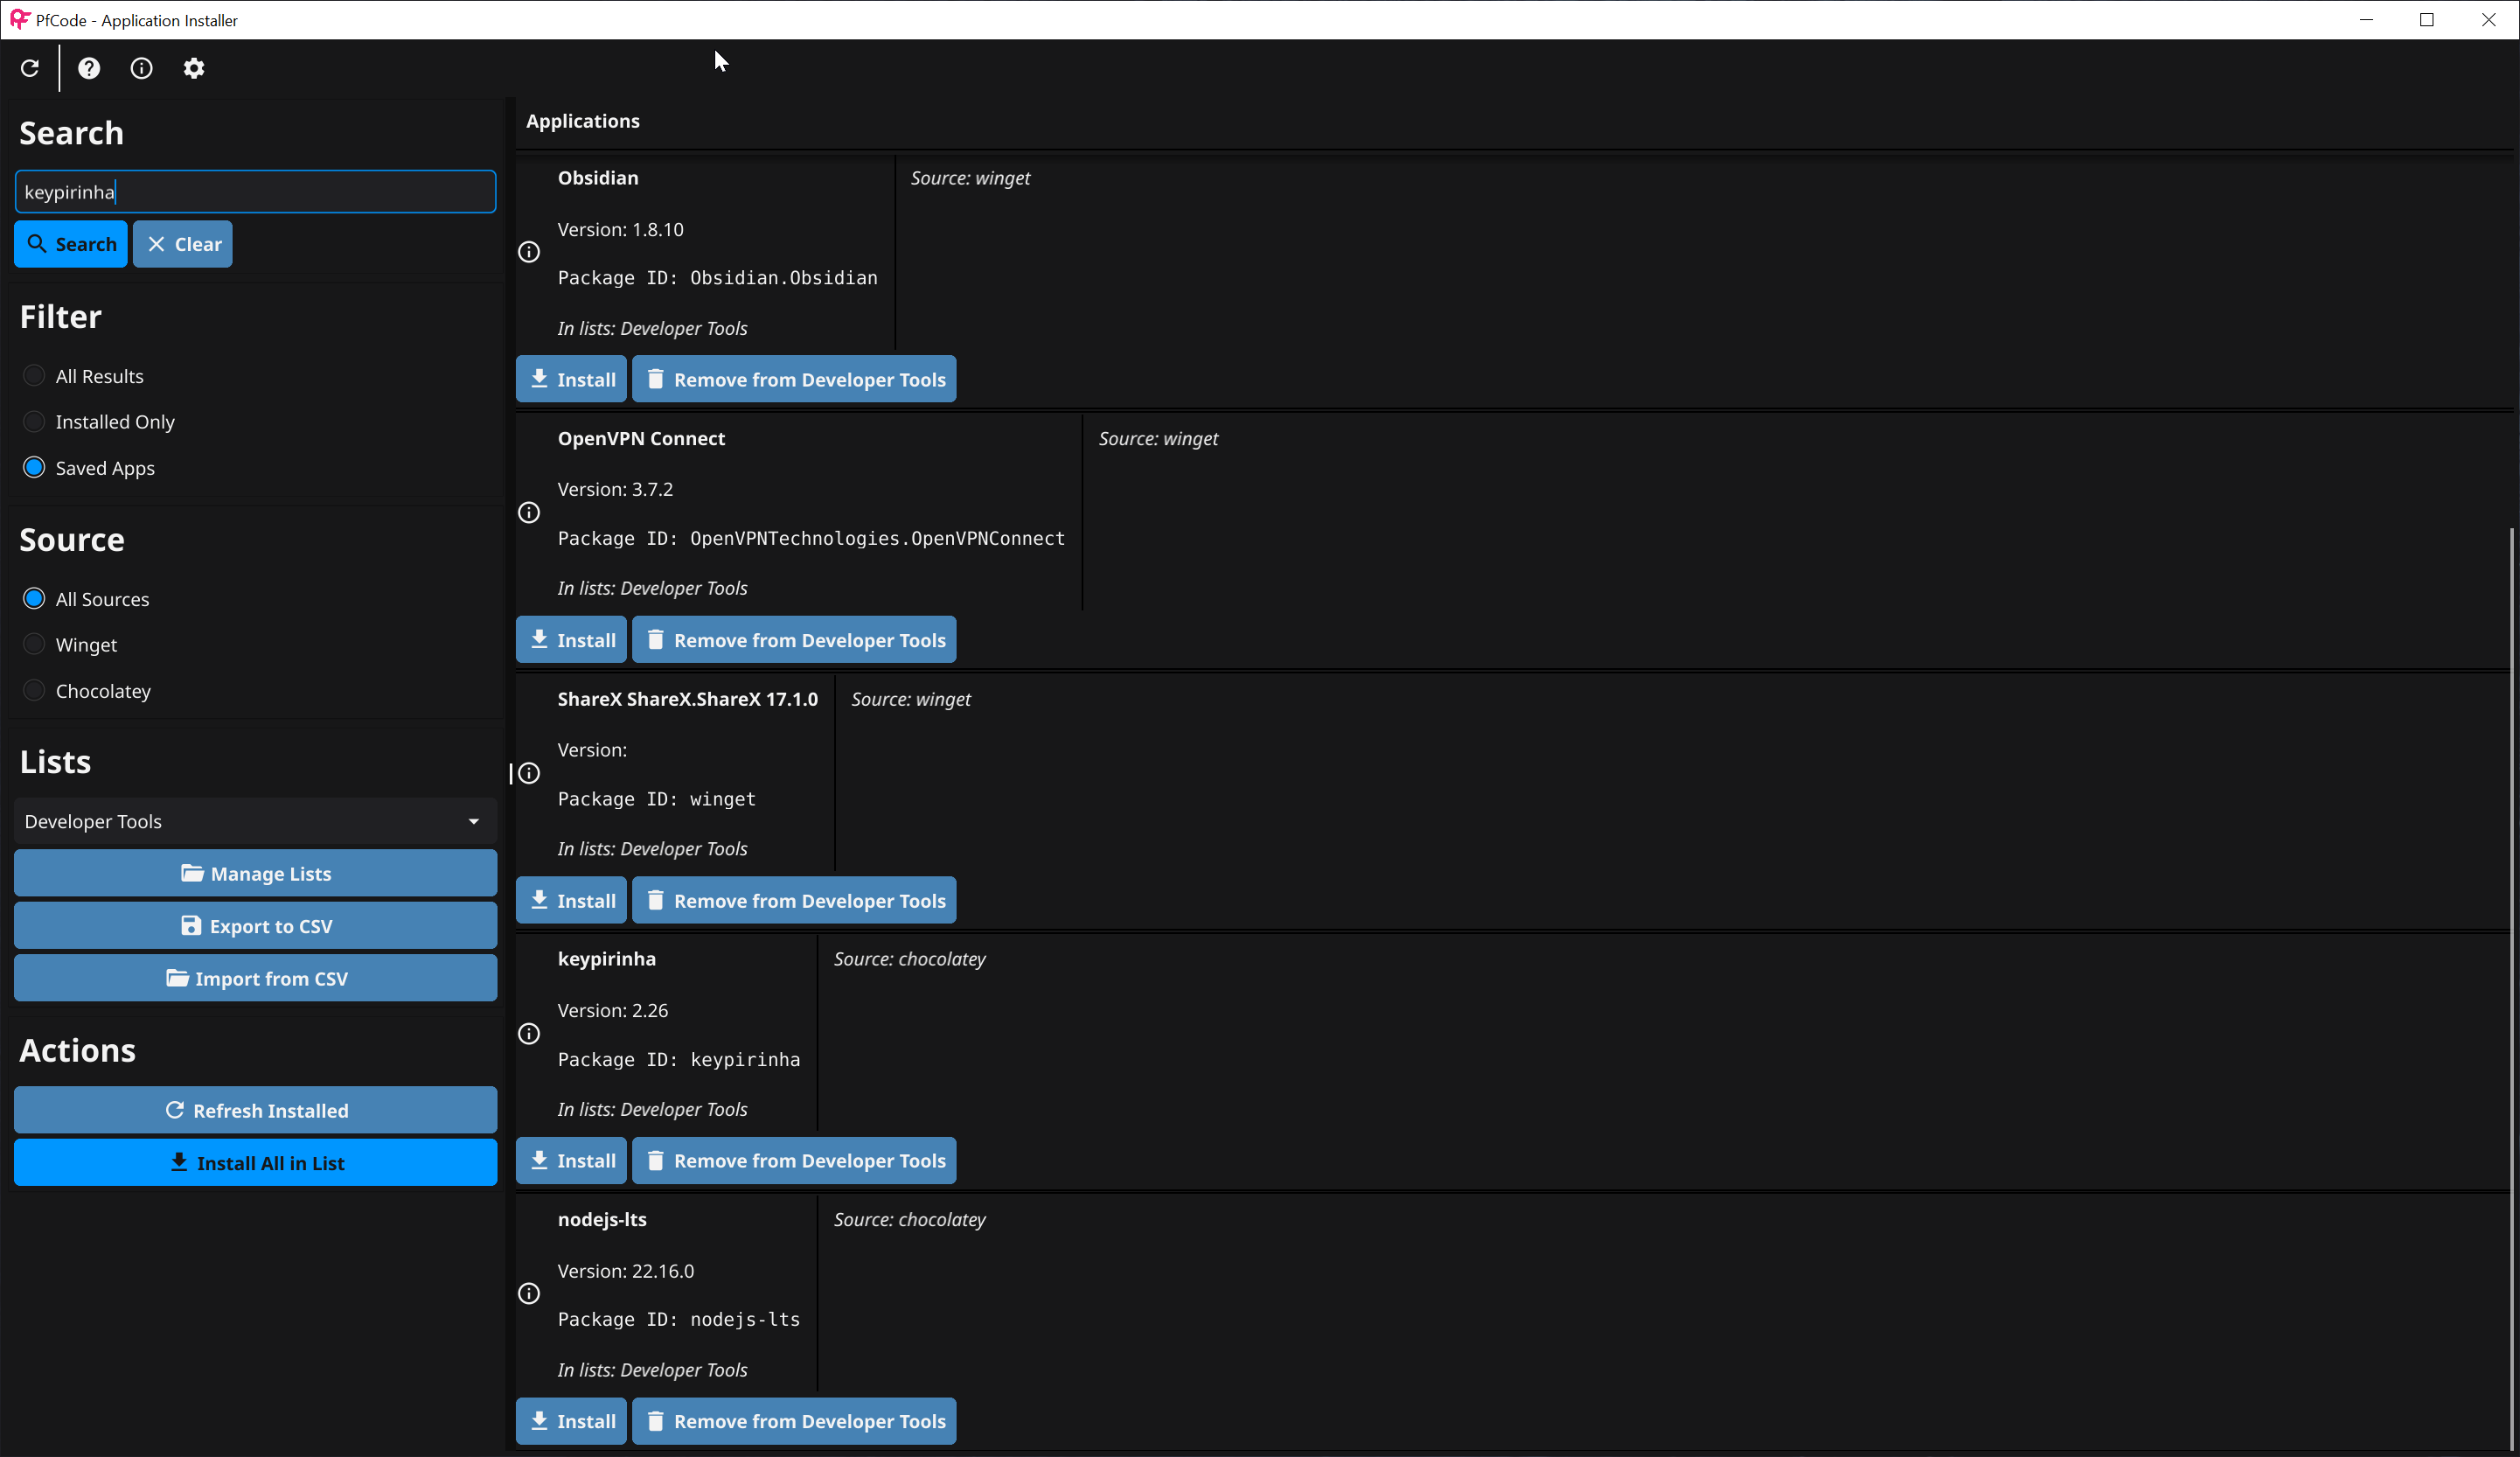 PfCode - Application Installer
Search
keypirinha
Search
Clear
Filter
All Results
Installed Only
Saved Apps
Source
All Sources
Winget
Chocolatey
Lists
Developer Tools
Manage Lists
Export to CSV
Import from CSV
Actions
Refresh Installed
Install All in List
Applications
Obsidian
Source: winget
Version: 1.8.10
Package ID: Obsidian.Obsidian
In lists: Developer Tools
Install
Remove from Developer Tools
OpenVPN Connect
Source: winget
Version: 3.7.2
Package ID: OpenVPNTechnologies.OpenVPNConnect
In lists: Developer Tools
Install
Remove from Developer Tools
ShareX ShareX.ShareX 17.1.0
Source: winget
Version:
Package ID: winget
In lists: Developer Tools
Install
Remove from Developer Tools
keypirinha
Source: chocolatey
Version: 2.26
Package ID: keypirinha
In lists: Developer Tools
Install
Remove from Developer Tools
nodejs-lts
Source: chocolatey
Version: 22.16.0
Package ID: nodejs-lts
In lists: Developer Tools
Install
Remove from Developer Tools